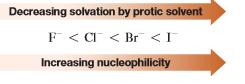 Decreasing solvation by protic solvent
F⁻ < Cl⁻ < Br⁻ < I⁻
Increasing nucleophilicity